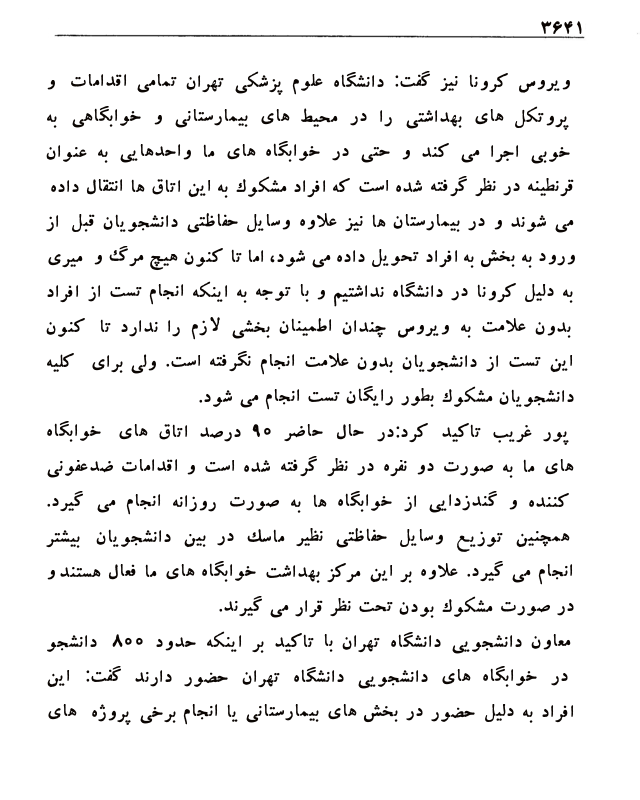 ۳۶۴۱
ویروس کرونا نیز گفت: دانشگاه علوم پزشکی تهران تمامی اقدامات و
پروتکل های بهداشتی را در محیط های بیمارستانی و خوابگاهی به
خوبی اجرا می کند و حتی در خوابگاه های ما واحدهایی به عنوان
قرنطینه در نظر گرفته شده است که افراد مشکوك به این اتاق ها انتقال داده
می شوند و در بیمارستان ها نیز علاوه وسایل حفاظتی دانشجویان قبل از
ورود به بخش به افراد تحویل داده می شود، اما تا کنون هیچ مرگ و میری
به دلیل کرونا در دانشگاه نداشتیم و با توجه به اینکه انجام تست از افراد
بدون علامت به ویروس چندان اطمینان بخشی لازم را ندارد تا کنون
این تست از دانشجویان بدون علامت انجام نگرفته است. ولی برای کلیه
دانشجویان مشکوك بطور رایگان تست انجام می شود.
پور غریب تاکید کرد:در حال حاضر ۹۰ درصد اتاق های خوابگاه
های ما به صورت دو نفره در نظر گرفته شده است و اقدامات ضدعفونی
کننده و گندزدایی از خوابگاه ها به صورت روزانه انجام می گیرد.
همچنین توزیع وسایل حفاظتی نظیر ماسك در بین دانشجویان بیشتر
انجام می گیرد. علاوه بر این مرکز بهداشت خوابگاه های ما فعال هستند و
در صورت مشکوك بودن تحت نظر قرار می گیرند.
معاون دانشجویی دانشگاه تهران با تاکید بر اینکه حدود ۸۰۰ دانشجو
در خوابگاه های دانشجویی دانشگاه تهران حضور دارند گفت: این
افراد به دلیل حضور در بخش های بیمارستانی یا انجام برخی پروژه های